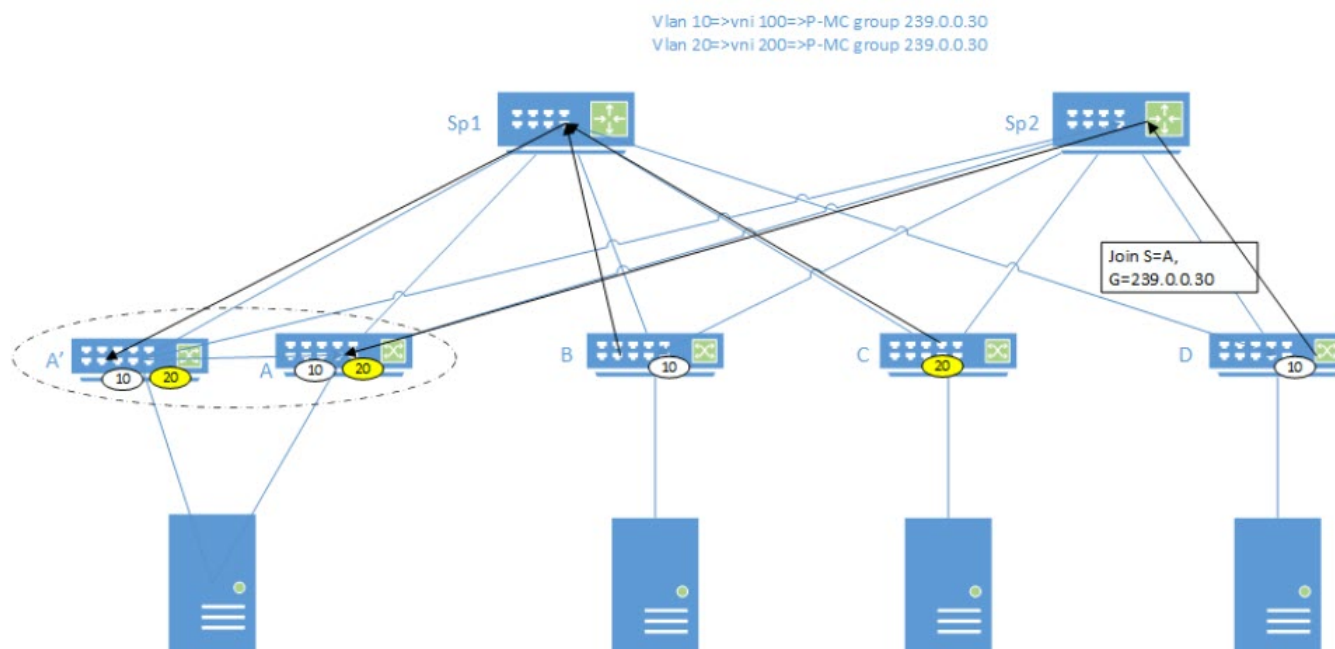 Vlan 10=>vni 100=>P-MC group 239.0.0.30
Vlan 20=>vni 200=>P-MC group 239.0.0.30
Sp1
Sp2
Join S=A,
G=239.0.0.30
A'
10
20
A
10
20
B
10
C
20
D
10